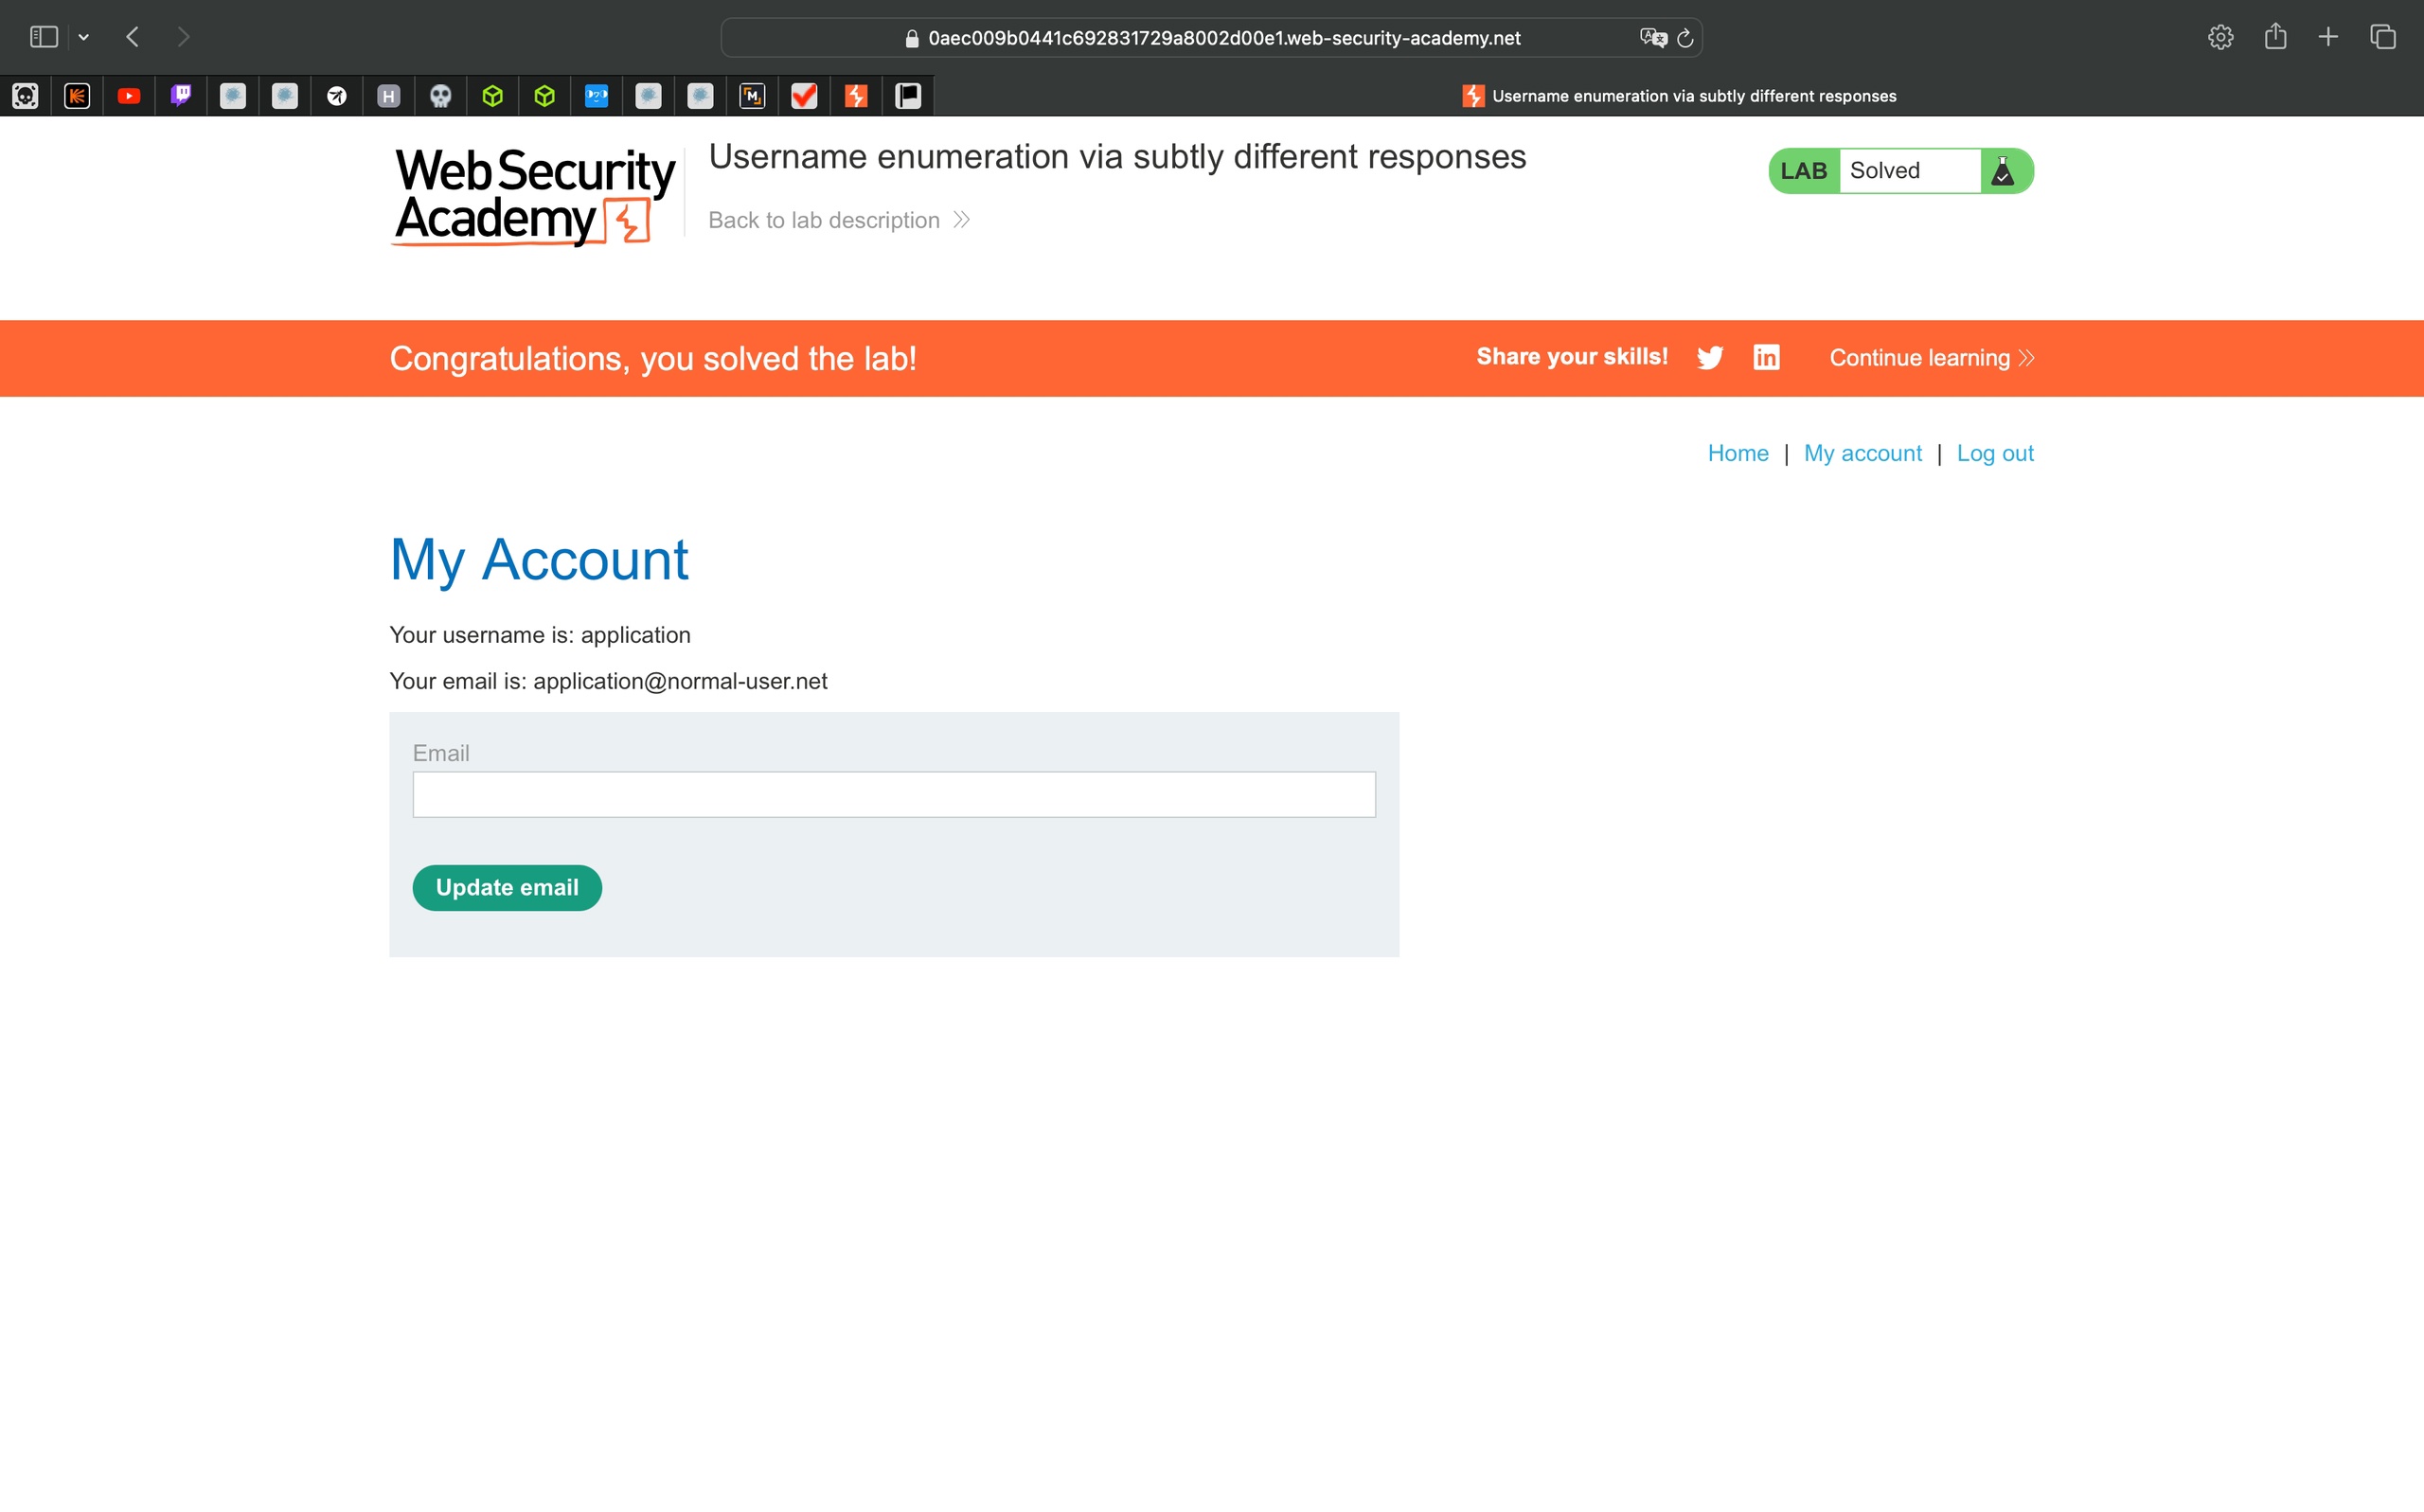 0aec009b0441c692831729a8002d00e1.web-security-academy.net
Username enumeration via subtly different responses
WebSecurity
Academy
Username enumeration via subtly different responses
Back to lab description
LAB Solved
Congratulations, you solved the lab!
Share your skills!
Continue learning
Home | My account | Log out
My Account
Your username is: application
Your email is: application@normal-user.net
Email
Update email